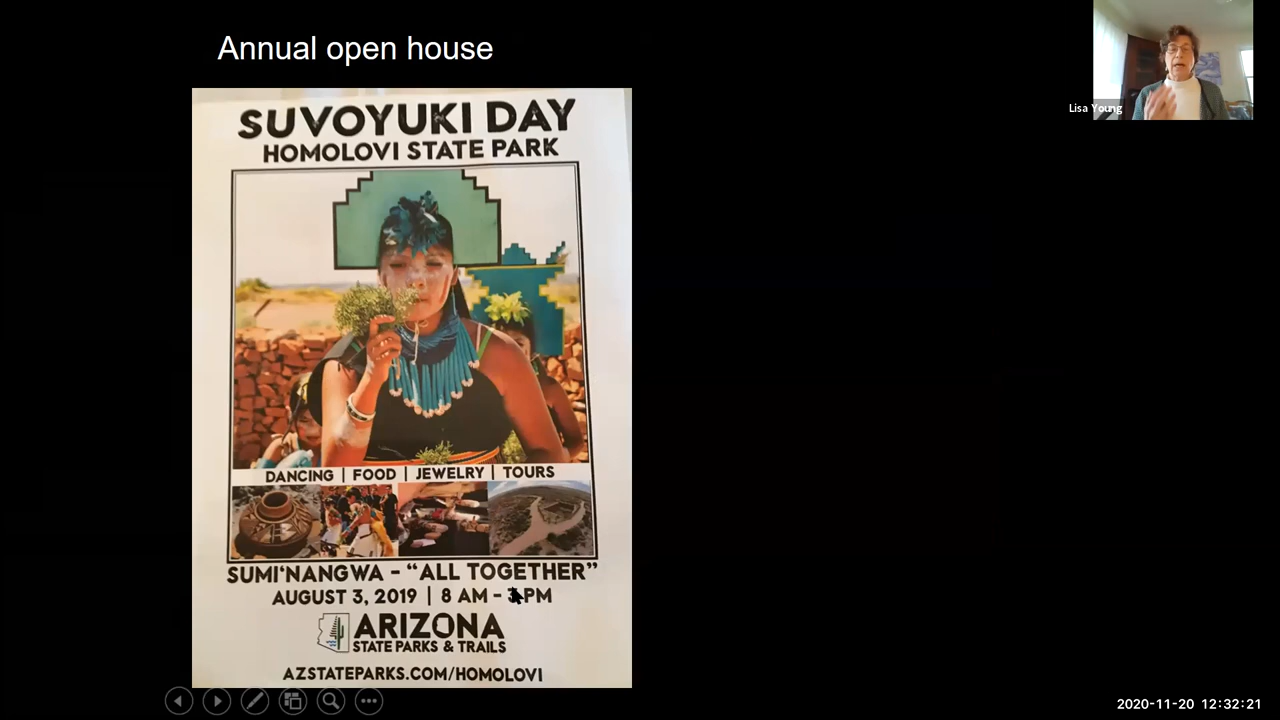 Annual open house
SUVOYUKI DAY
HOMOLOVI STATE PARK
DANCING | FOOD | JEWELRY | TOURS
SUMI'NANGWA - "ALL TOGETHER"
AUGUST 3, 2019 | 8 AM - PM
ARIZONA
STATE PARKS & TRAILS
AZSTATEPARKS.COM/HOMOLOVI
Lisa Young
2020-11-20 12:32:21